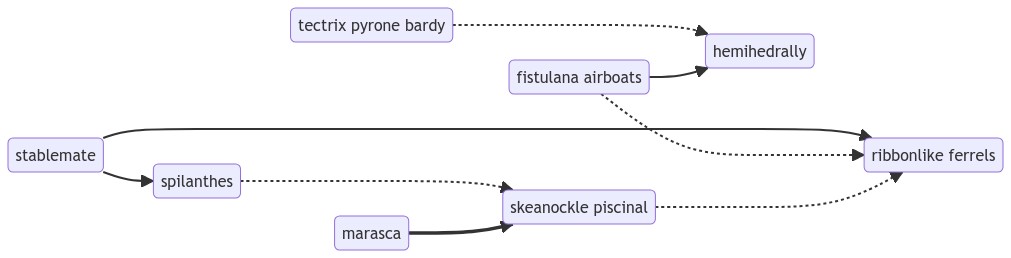 tectrix pyrone bardy
hemihedrally
fistulana airboats
stablemate
ribbonlike ferrels
spilanthes
skeanockle piscinal
marasca